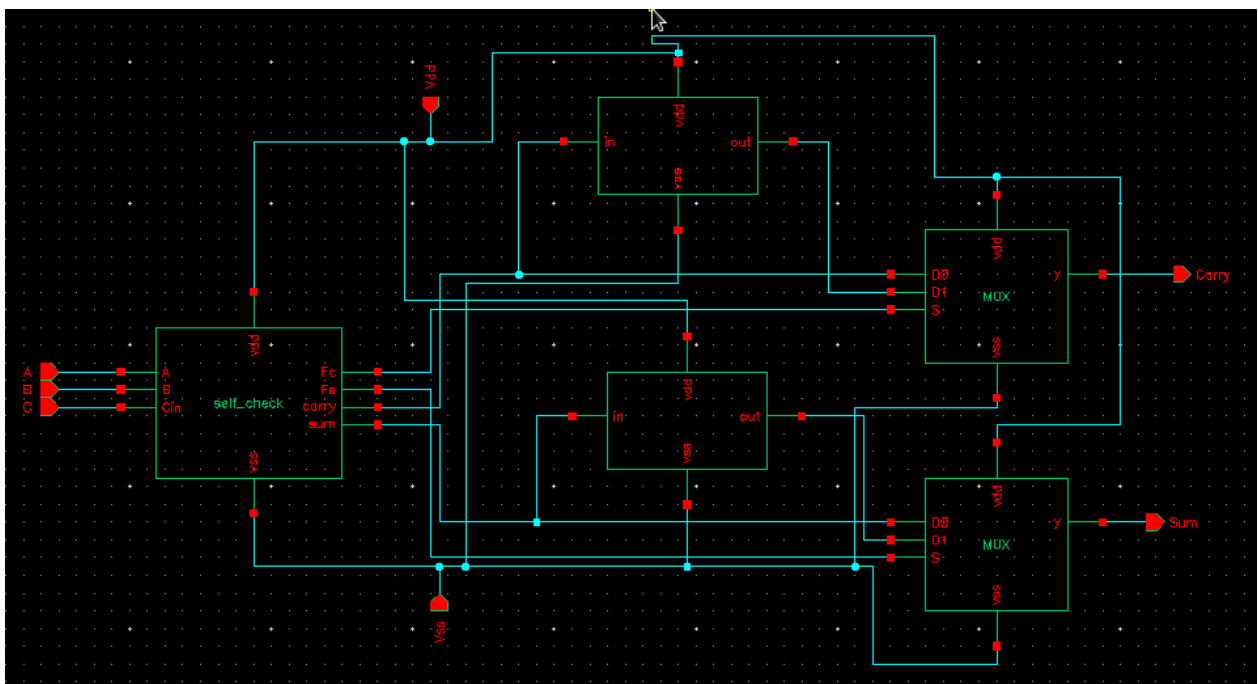 Vdd
vdd
in
out
vss
vdd
D0
D1
S
MUX
y
vss
Carry
A
B
C
vdd
A
B
Cin
self_check
Fc
Fs
carry
sum
vss
vdd
in
out
vss
vdd
D0
D1
S
MUX
y
vss
Sum
Vss